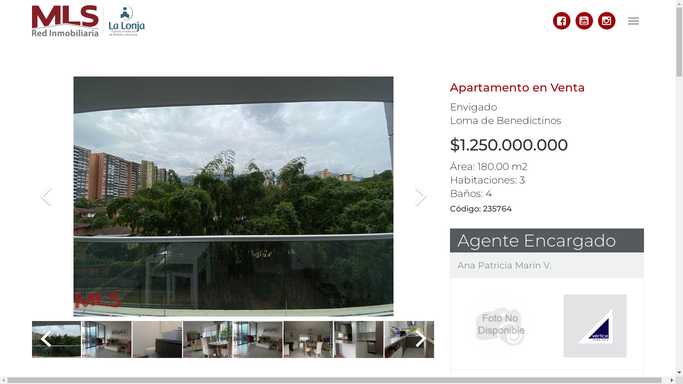 MLS
Red Inmobiliaria
La Lonja
Apartamento en Venta
Envigado
Loma de Benedictinos
$1.250.000.000
Área: 180.00 m2
Habitaciones: 3
Baños: 4
Código: 235764
MLS
Agente Encargado
Ana Patricia Marin V.
Foto No
Disponible
vertice